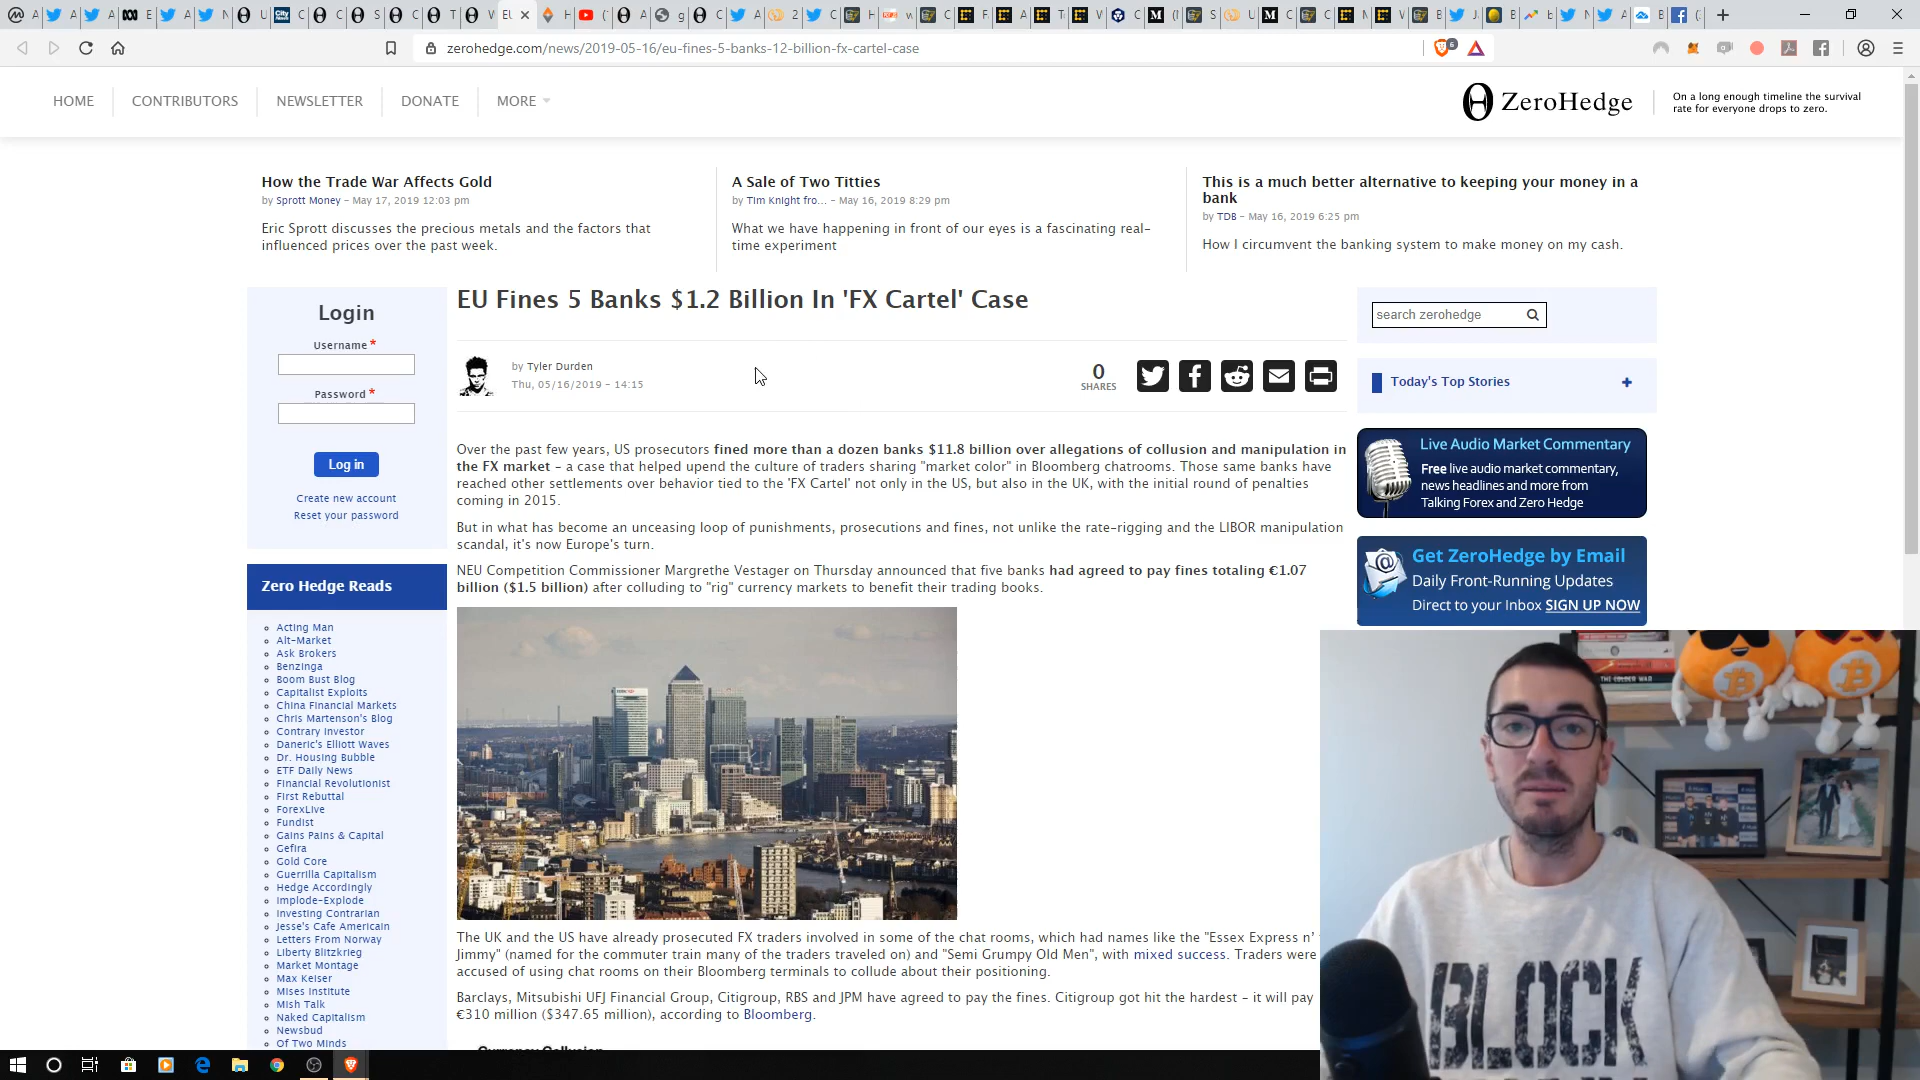 zerohedge.com/news/2019-05-16/eu-fines-5-banks-12-billion-fx-cartel-case
6
HOME
CONTRIBUTORS
NEWSLETTER
DONATE
MORE
ZeroHedge
On a long enough timeline the survival
rate for everyone drops to zero.
How the Trade War Affects Gold
by Sprott Money – May 17, 2019 12:03 pm
Eric Sprott discusses the precious metals and the factors that
influenced prices over the past week.
A Sale of Two Titties
by Tim Knight fro... – May 16, 2019 8:29 pm
What we have happening in front of our eyes is a fascinating real-
time experiment
This is a much better alternative to keeping your money in a
bank
by TDB – May 16, 2019 6:25 pm
How I circumvent the banking system to make money on my cash.
Login
Username *
Password *
Log in
Create new account
Reset your password
Zero Hedge Reads
Acting Man
Alt-Market
Ask Brokers
Benzinga
Boom Bust Blog
Capitalist Exploits
China Financial Markets
Chris Martenson's Blog
Contrary Investor
Daneric's Elliott Waves
Dr. Housing Bubble
ETF Daily News
Financial Revolutionist
First Rebuttal
ForexLive
Fundist
Gains Pains & Capital
Gefira
Gold Core
Guerrilla Capitalism
Hedge Accordingly
Implode-Explode
Investing Contrarian
Jesse's Cafe Americain
Letters From Norway
Liberty Blitzkrieg
Market Montage
Max Keiser
Mises Institute
Mish Talk
Naked Capitalism
Newsbud
Of Two Minds
EU Fines 5 Banks $1.2 Billion In 'FX Cartel' Case
by Tyler Durden
Thu, 05/16/2019 – 14:15
0
SHARES
Over the past few years, US prosecutors fined more than a dozen banks $11.8 billion over allegations of collusion and manipulation in
the FX market – a case that helped upend the culture of traders sharing "market color" in Bloomberg chatrooms. Those same banks have
reached other settlements over behavior tied to the 'FX Cartel' not only in the US, but also in the UK, with the initial round of penalties
coming in 2015.
But in what has become an unceasing loop of punishments, prosecutions and fines, not unlike the rate-rigging and the LIBOR manipulation
scandal, it's now Europe's turn.
NEU Competition Commissioner Margrethe Vestager on Thursday announced that five banks had agreed to pay fines totaling €1.07
billion ($1.5 billion) after colluding to "rig" currency markets to benefit their trading books.
The UK and the US have already prosecuted FX traders involved in some of the chat rooms, which had names like the "Essex Express n'
Jimmy" (named for the commuter train many of the traders traveled on) and "Semi Grumpy Old Men", with mixed success. Traders were
accused of using chat rooms on their Bloomberg terminals to collude about their positioning.
Barclays, Mitsubishi UFJ Financial Group, Citigroup, RBS and JPM have agreed to pay the fines. Citigroup got hit the hardest – it will pay
€310 million ($347.65 million), according to Bloomberg.
search zerohedge
Today's Top Stories
Live Audio Market Commentary
Free live audio market commentary,
news headlines and more from
Talking Forex and Zero Hedge
Get ZeroHedge by Email
Daily Front-Running Updates
Direct to your Inbox SIGN UP NOW
BLOCK